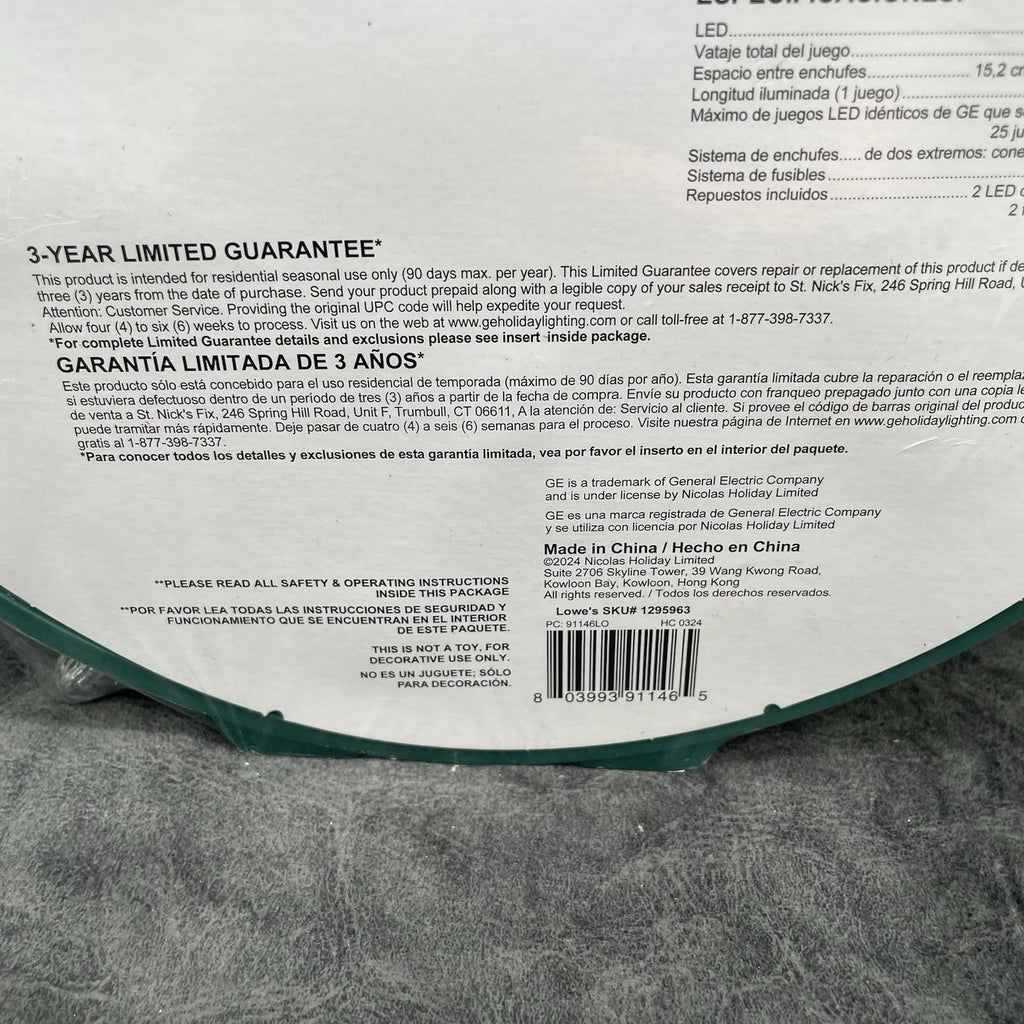 LED
Vataje total del juego
Espacio entre enchufes 15,2
Longitud iluminada (1 juego)
Máximo de juegos LED idénticos de GE que
25
Sistema de enchufes..... de dos extremos:
Sistema de fusibles
Repuestos incluidos 2 LED
2
3-YEAR LIMITED GUARANTEE*
This product is intended for residential seasonal use only (90 days max. per year). This Limited Guarantee covers repair or replacement of this product if
three (3) years from the date of purchase. Send your product prepaid along with a legible copy of your sales receipt to St. Nick's Fix, 246 Spring Hill Road,
Attention: Customer Service. Providing the original UPC code will help expedite your request.
Allow four (4) to six (6) weeks to process. Visit us on the web at www.geholidaylighting.com or call toll-free at 1-877-398-7337.
*For complete Limited Guarantee details and exclusions please see insert inside package.
GARANTÍA LIMITADA DE 3 AÑOS*
Este producto sólo está concebido para el uso residencial de temporada (máximo de 90 días por año). Esta garantía limitada cubre la reparación o el
si estuviera defectuoso dentro de un período de tres (3) años a partir de la fecha de compra. Envíe su producto con franqueo prepagado junto con una copia
de venta a St. Nick's Fix, 246 Spring Hill Road, Unit F, Trumbull, CT 06611, A la atención de: Servicio al cliente. Si provee el código de barras original del
puede tramitar más rápidamente. Deje pasar de cuatro (4) a seis (6) semanas para el proceso. Visite nuestra página de Internet en www.geholidaylighting.com
gratis al 1-877-398-7337.
*Para conocer todos los detalles y exclusiones de esta garantía limitada, vea por favor el inserto en el interior del paquete.
GE is a trademark of General Electric Company
and is under license by Nicolas Holiday Limited
GE es una marca registrada de General Electric Company
y se utiliza con licencia por Nicolas Holiday Limited
Made in China / Hecho en China
©2024 Nicolas Holiday Limited
Suite 2706 Skyline Tower, 39 Wang Kwong Road,
Kowloon Bay, Kowloon, Hong Kong
All rights reserved. / Todos los derechos reservados.
**PLEASE READ ALL SAFETY & OPERATING INSTRUCTIONS
INSIDE THIS PACKAGE
**POR FAVOR LEA TODAS LAS INSTRUCCIONES DE SEGURIDAD Y
FUNCIONAMIENTO QUE SE ENCUENTRAN EN EL INTERIOR
DE ESTE PAQUETE.
THIS IS NOT A TOY, FOR
DECORATIVE USE ONLY.
NO ES UN JUGUETE; SÓLO
PARA DECORACIÓN.
Lowe's SKU# 1295963
PC: 91146LO HC 0324
8 03993 91146 5